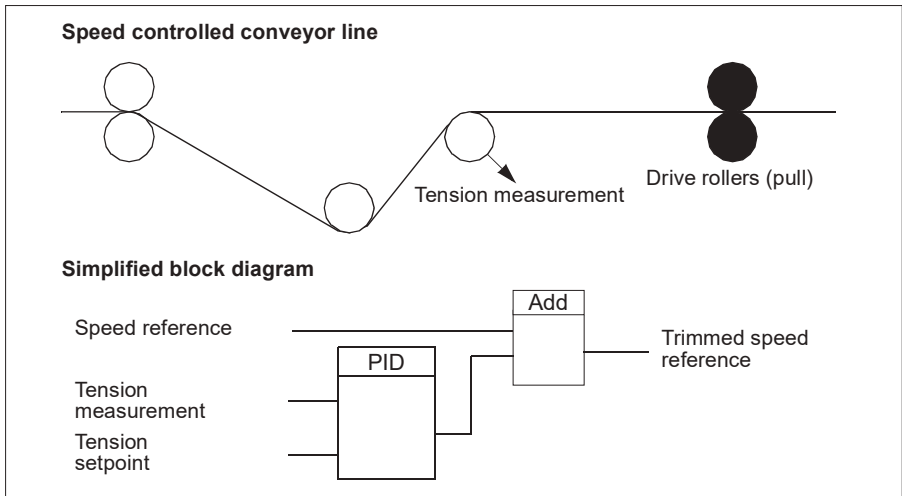 Speed controlled conveyor line
Tension measurement
Drive rollers (pull)
Simplified block diagram
Add
Speed reference
Trimmed speed
reference
PID
Tension
measurement
Tension
setpoint